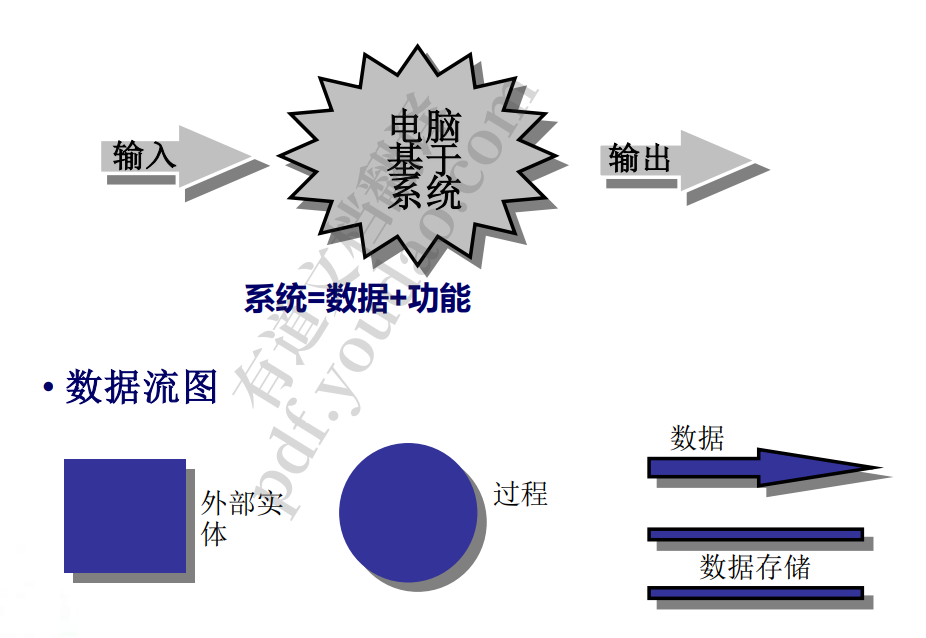 输入
电脑
基于
系统
输出
系统=数据+功能
• 数据流图
外部实
体
过程
数据
数据存储
有道文档翻译
pdf.youdao.com